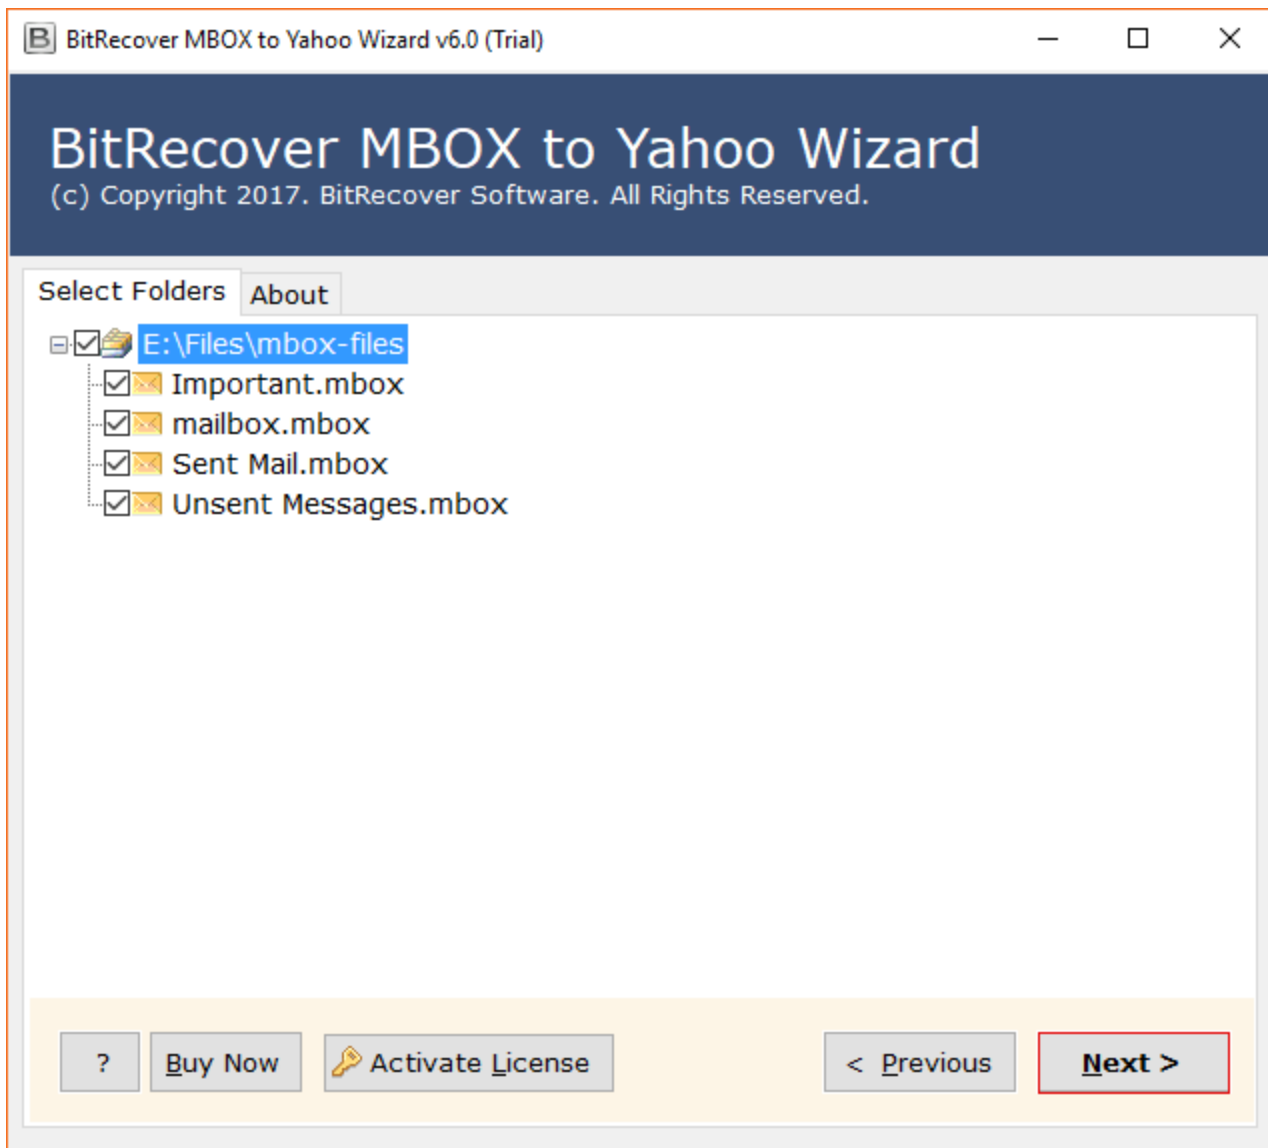 BitRecover MBOX to Yahoo Wizard v6.0 (Trial)
BitRecover MBOX to Yahoo Wizard
(c) Copyright 2017. BitRecover Software. All Rights Reserved.
Select Folders About
E:\Files\mbox-files
Important.mbox
mailbox.mbox
Sent Mail.mbox
Unsent Messages.mbox
? Buy Now Activate License < Previous Next >